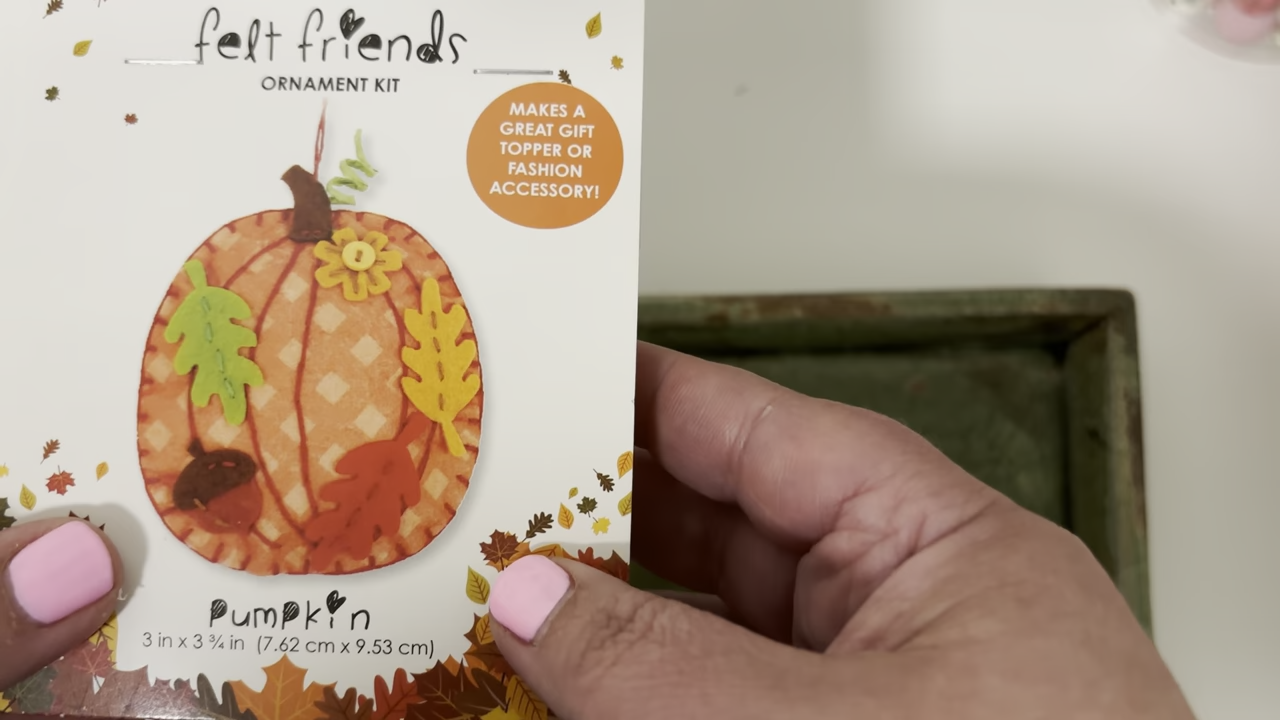 felt friends
ORNAMENT KIT
MAKES A
GREAT GIFT
TOPPER OR
FASHION
ACCESSORY!
pumpkin
3 in x 3 ¾ in (7.62 cm x 9.53 cm)